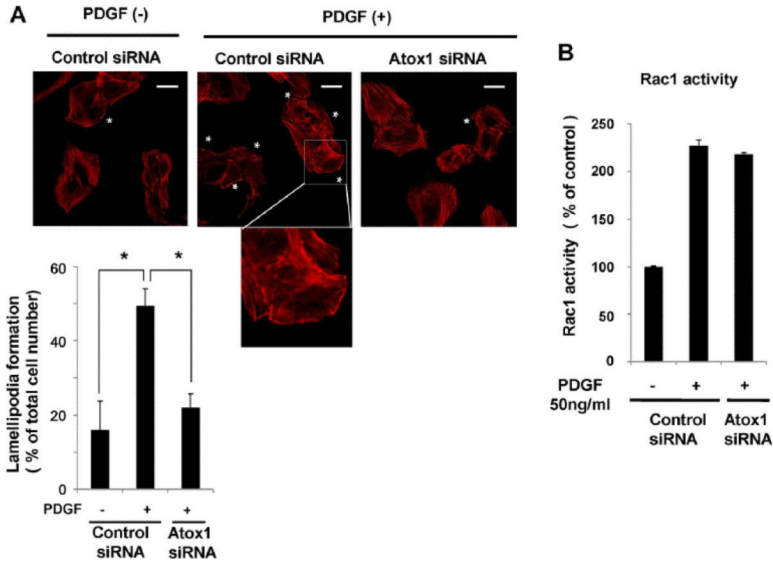 A
PDGF (-)
PDGF (+)
Control siRNA
Control siRNA
Atox1 siRNA
*
*
*
*
*
*
*
*
Lamellipodia formation
( % of total cell number)
60
40
20
0
*
*
PDGF
-
+
+
Control
siRNA
Atox1
siRNA
B
Rac1 activity
Rac1 activity ( % of control )
250
200
150
100
50
0
PDGF
50ng/ml
-
+
+
Control
siRNA
Atox1
siRNA